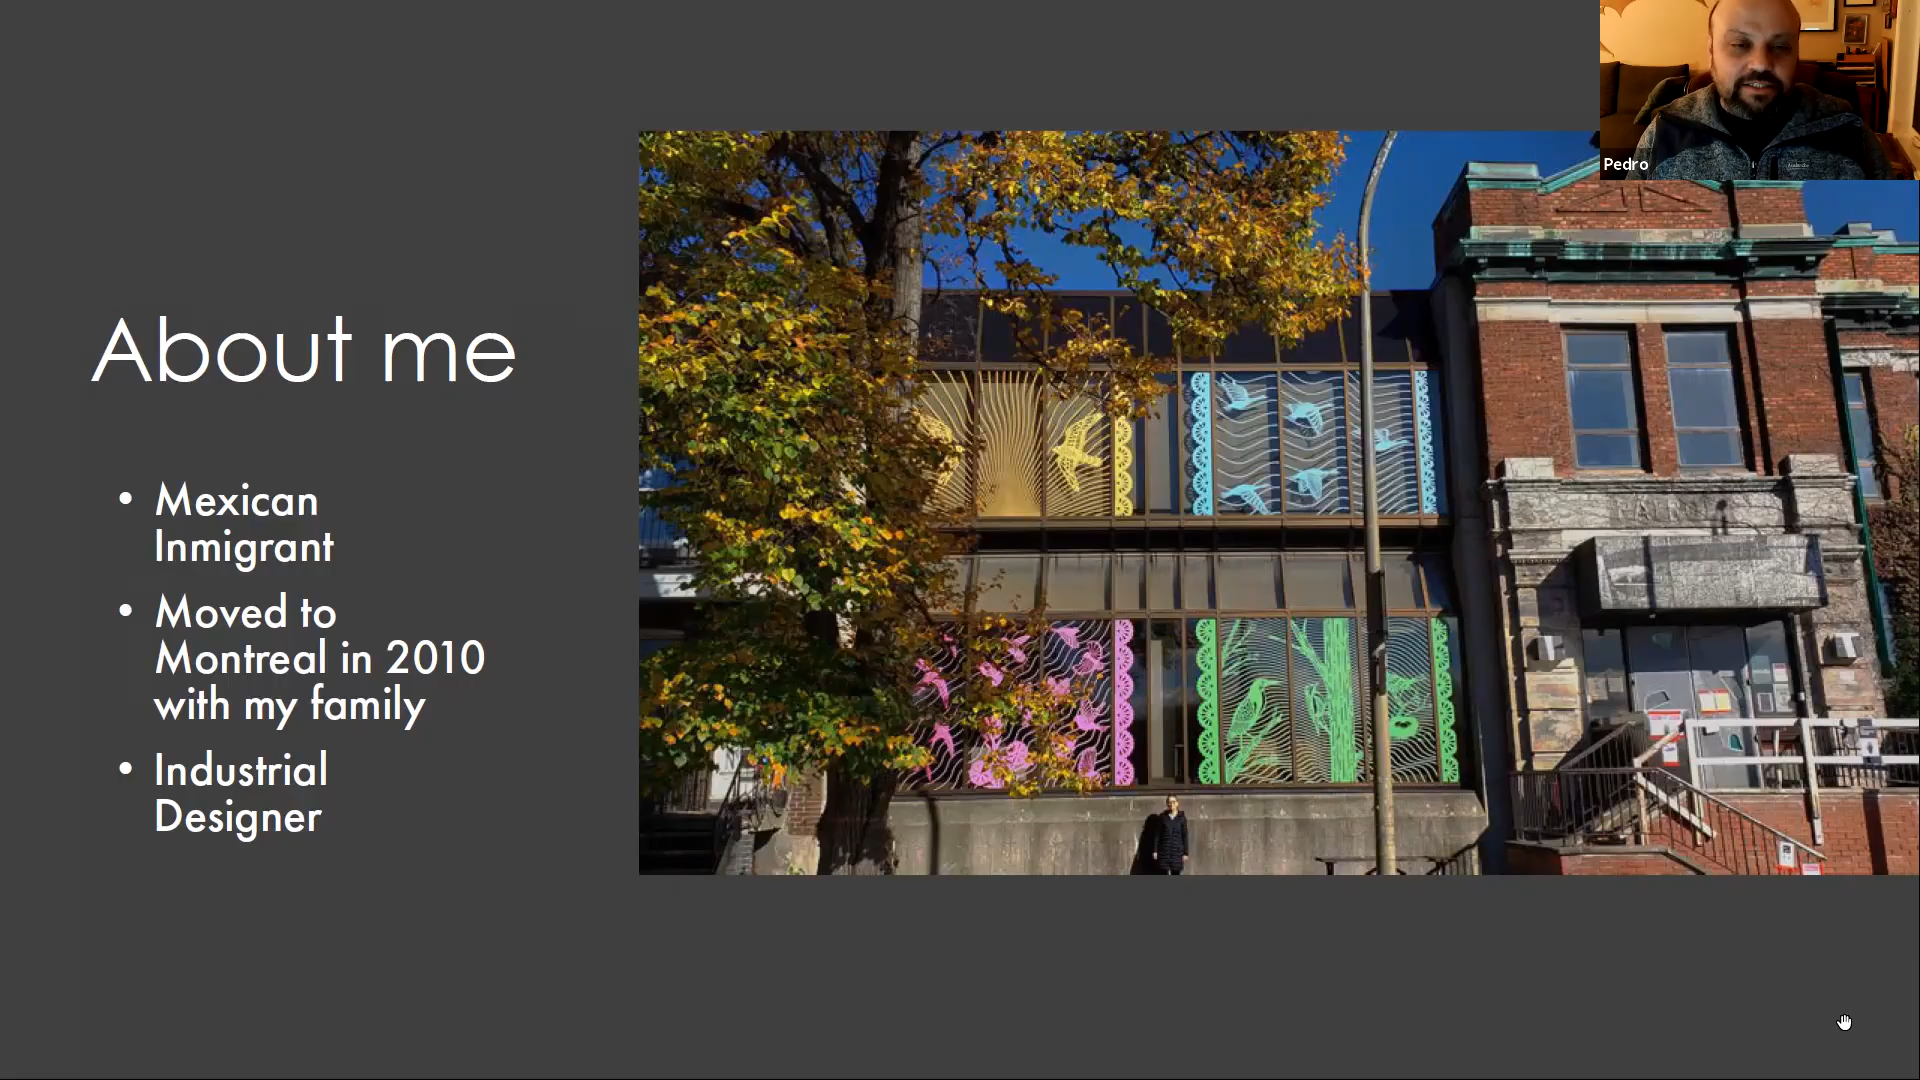 Pedro
About me
• Mexican
Inmigrant
• Moved to
Montreal in 2010
with my family
• Industrial
Designer